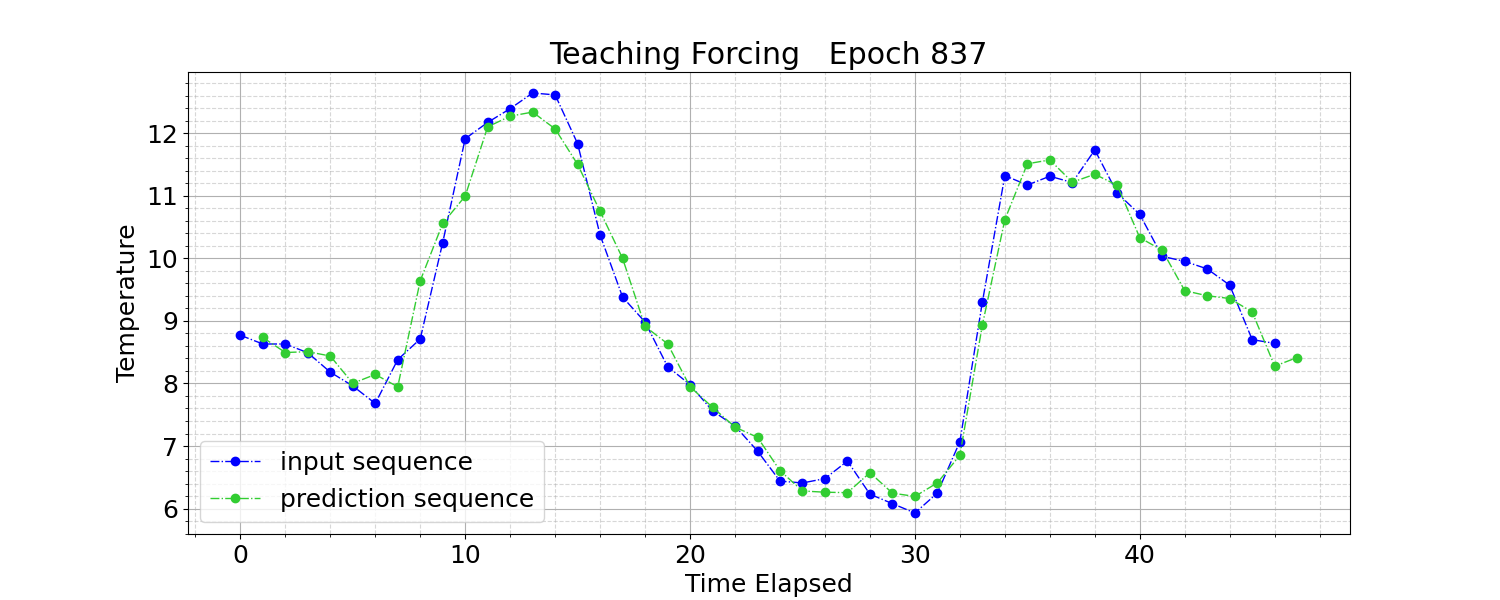 Teaching Forcing   Epoch 837
12
11
10
9
8
7
6
Temperature
input sequence
prediction sequence
0 10 20 30 40
Time Elapsed